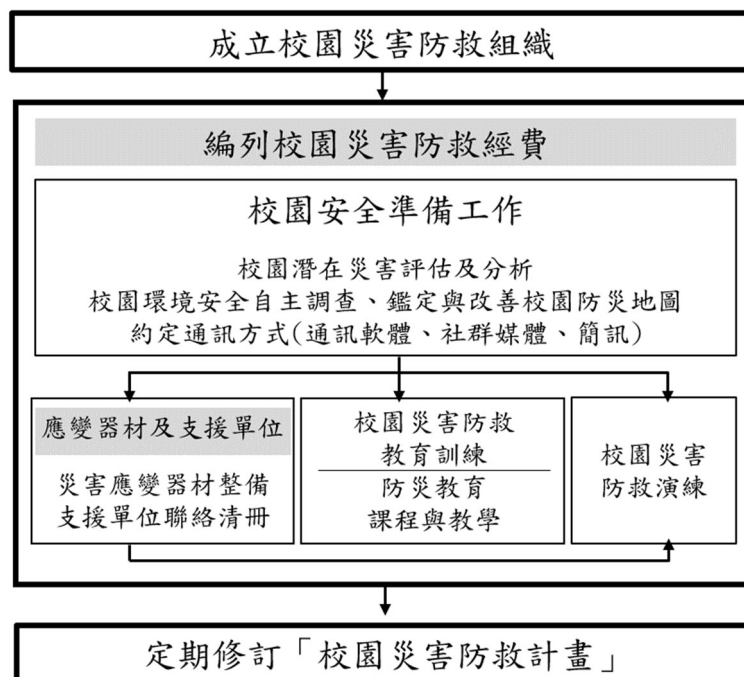 成立校園災害防救組織
編列校園災害防救經費
校園安全準備工作
校園潛在災害評估及分析
校園環境安全自主調查、鑑定與改善校園防災地圖
約定通訊方式(通訊軟體、社群媒體、簡訊)
應變器材及支援單位
災害應變器材整備
支援單位聯絡清冊
校園災害防救
教育訓練
防災教育
課程與教學
校園災害
防救演練
定期修訂「校園災害防救計畫」